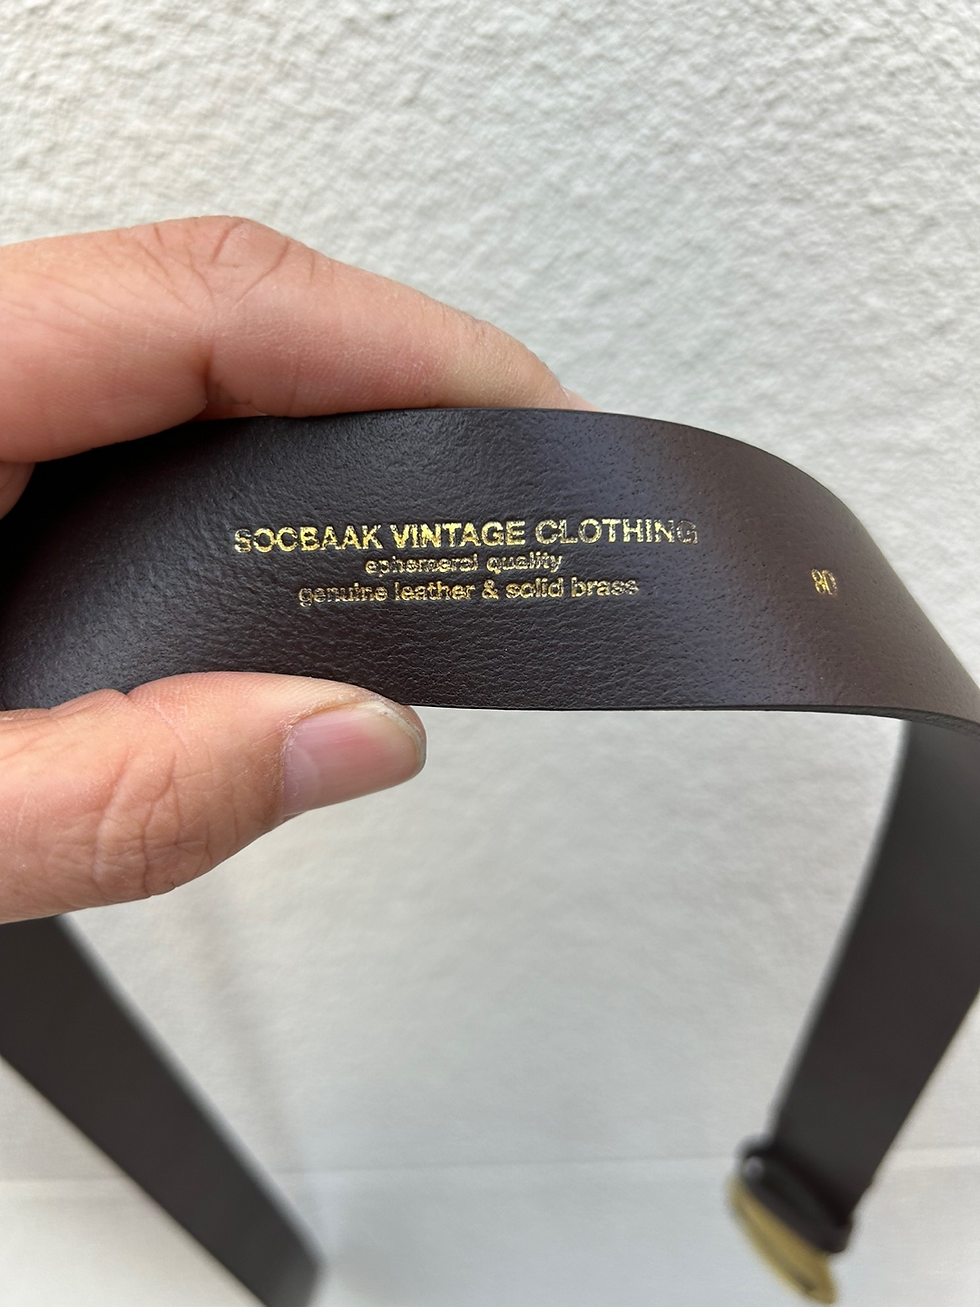 SOCBAAK VINTAGE CLOTHING
ephemeral quality
genuine leather & solid brass
80